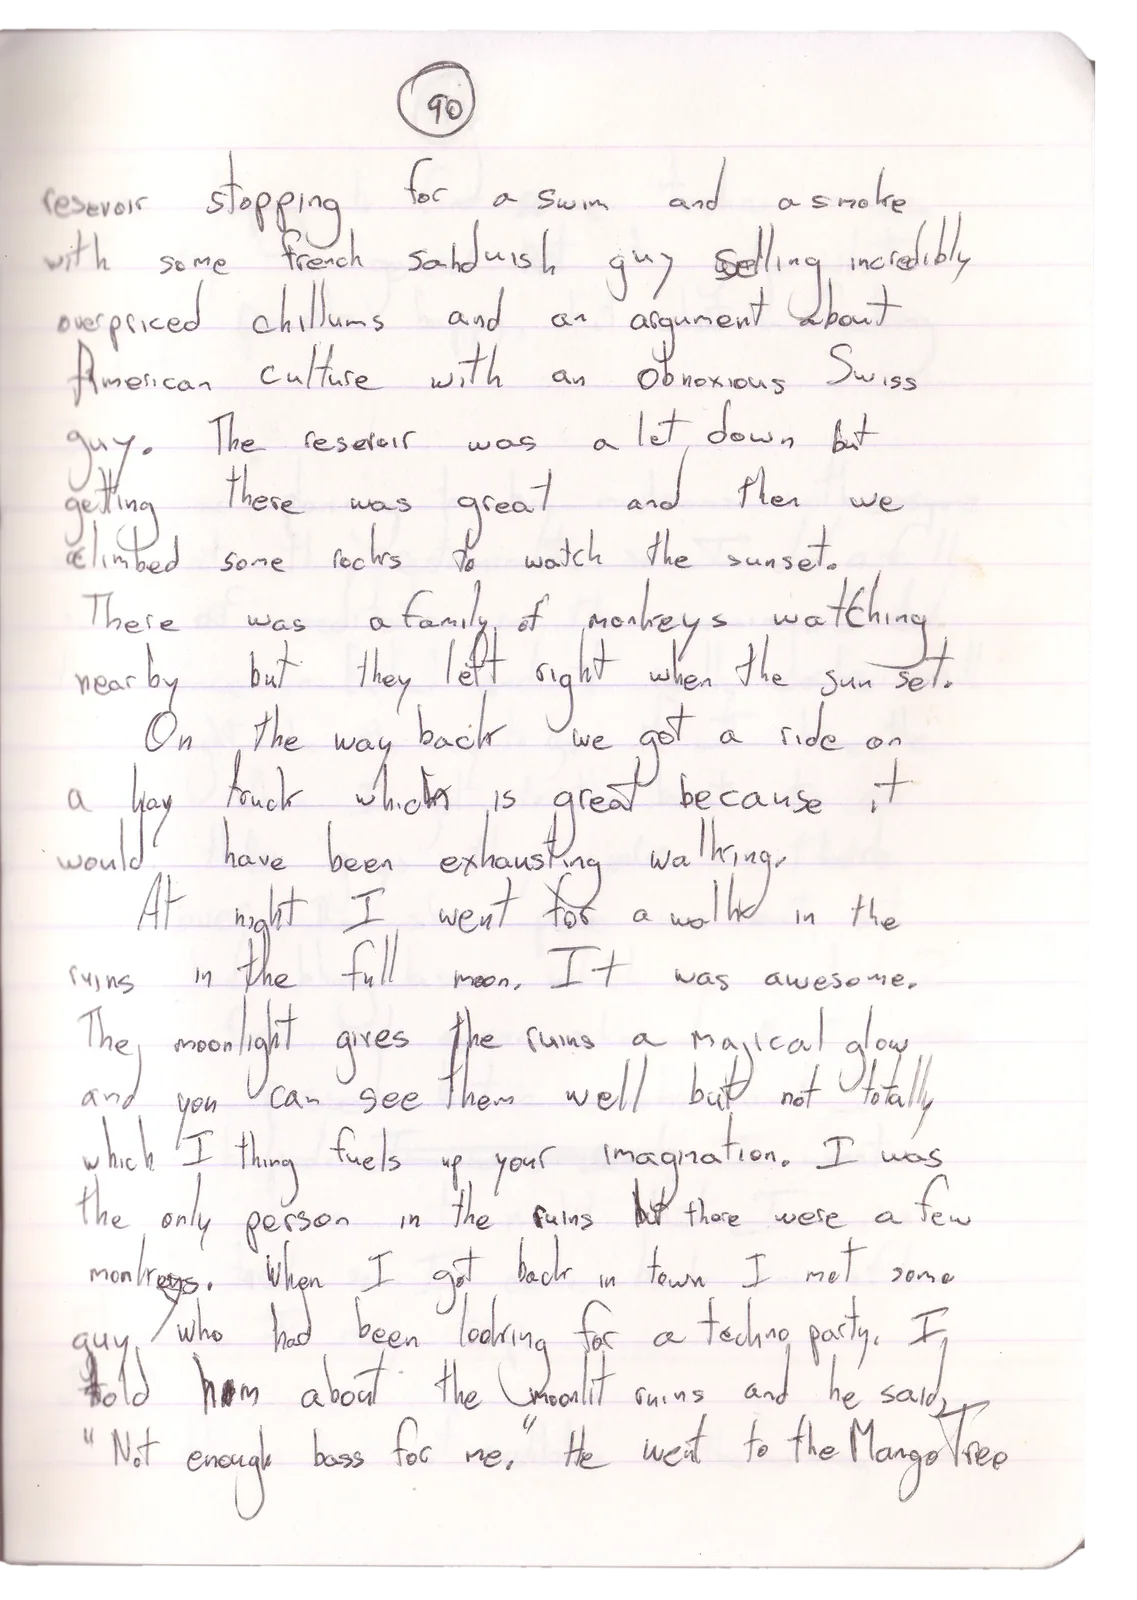 90
resevoir stopping for a swim and a smoke
with some french sahduish guy selling incredibly
overpriced chillums and an argument about
American culture with an obnoxious Swiss
guy. The resevoir was a let down but
getting there was great and then we
climbed some rocks to watch the sunset.
There was a family of monkeys watching
near by but they left right when the sun set.
On the way back we got a ride on
a hay truck which is great because it
would have been exhausting walking.
At night I went for a walk in the
ruins in the full moon. It was awesome.
The moonlight gives the ruins a magical glow
and you can see them well but not totally
which I thing fuels up your imagination. I was
the only person in the ruins but there were a few
monkeys. When I got back in town I met some
guy who had been looking for a techno party. I
told him about the moonlit ruins and he said,
"Not enough bass for me." He went to the Mango Tree